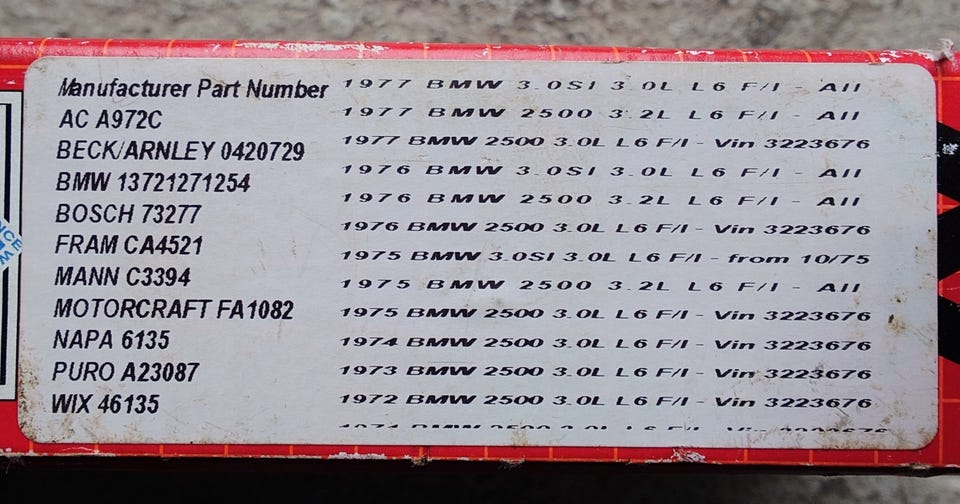 Manufacturer Part Number
AC A972C
BECK/ARNLEY 0420729
BMW 13721271254
BOSCH 73277
FRAM CA4521
MANN C3394
MOTORCRAFT FA1082
NAPA 6135
PURO A23087
WIX 46135
1977 BMW 3.0SI 3.0L L6 F/I - All
1977 BMW 2500 3.2L L6 F/I - All
1977 BMW 2500 3.0L L6 F/I - Vin 3223676
1976 BMW 3.0SI 3.0L L6 F/I - All
1976 BMW 2500 3.2L L6 F/I - All
1976 BMW 2500 3.0L L6 F/I - Vin 3223676
1975 BMW 3.0SI 3.0L L6 F/I - from 10/75
1975 BMW 2500 3.2L L6 F/I - All
1975 BMW 2500 3.0L L6 F/I - Vin 3223676
1974 BMW 2500 3.0L L6 F/I - Vin 3223676
1973 BMW 2500 3.0L L6 F/I - Vin 3223676
1972 BMW 2500 3.0L L6 F/I - Vin 3223676